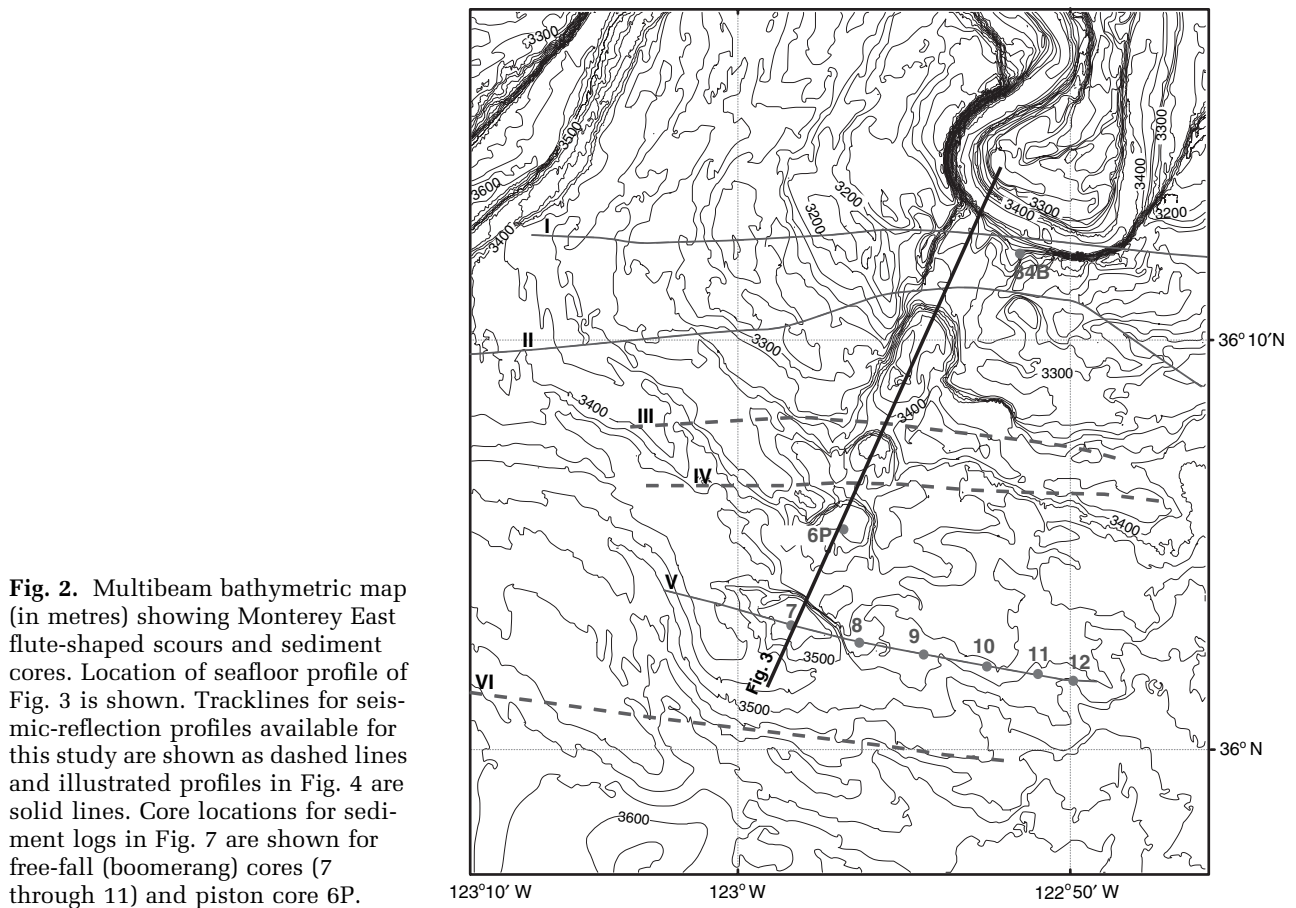 Fig. 2. Multibeam bathymetric map
(in metres) showing Monterey East
flute-shaped scours and sediment
cores. Location of seafloor profile of
Fig. 3 is shown. Tracklines for seis-
mic-reflection profiles available for
this study are shown as dashed lines
and illustrated profiles in Fig. 4 are
solid lines. Core locations for sedi-
ment logs in Fig. 7 are shown for
free-fall (boomerang) cores (7
through 11) and piston core 6P.
3300
3500
3600
3400
3200
3200
3300
3400
3300
3400
3200
I
84B
II
3300
3300
36° 10′N
3400
III
3400
IV
3400
6P
V
7
8
9
10
11
12
3500
Fig. 3
VI
3500
36° N
3600
123°10′ W
123° W
122°50′ W